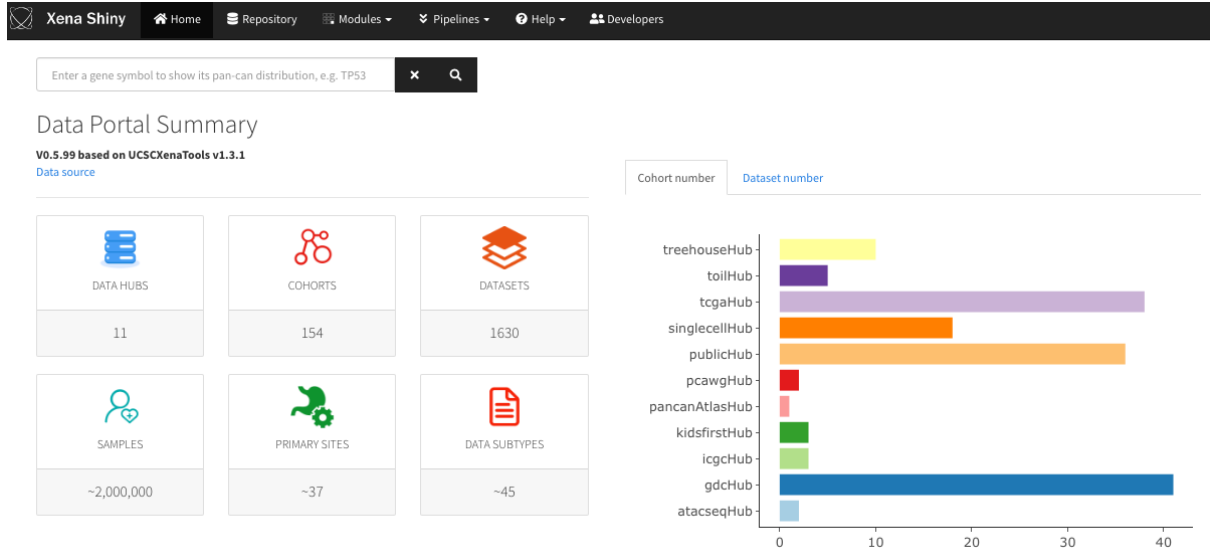 Xena Shiny Home Repository Modules Pipelines Help Developers
Enter a gene symbol to show its pan-can distribution, e.g. TP53
Data Portal Summary
V0.5.99 based on UCSCXenaTools v1.3.1
Data source
DATA HUBS COHORTS DATASETS
11 154 1630
SAMPLES PRIMARY SITES DATA SUBTYPES
~2,000,000 ~37 ~45
Cohort number Dataset number
treehouseHub
toilHub
tcgaHub
singlecellHub
publicHub
pcawgHub
pancanAtlasHub
kidsfirstHub
icgcHub
gdcHub
atacseqHub
0 10 20 30 40